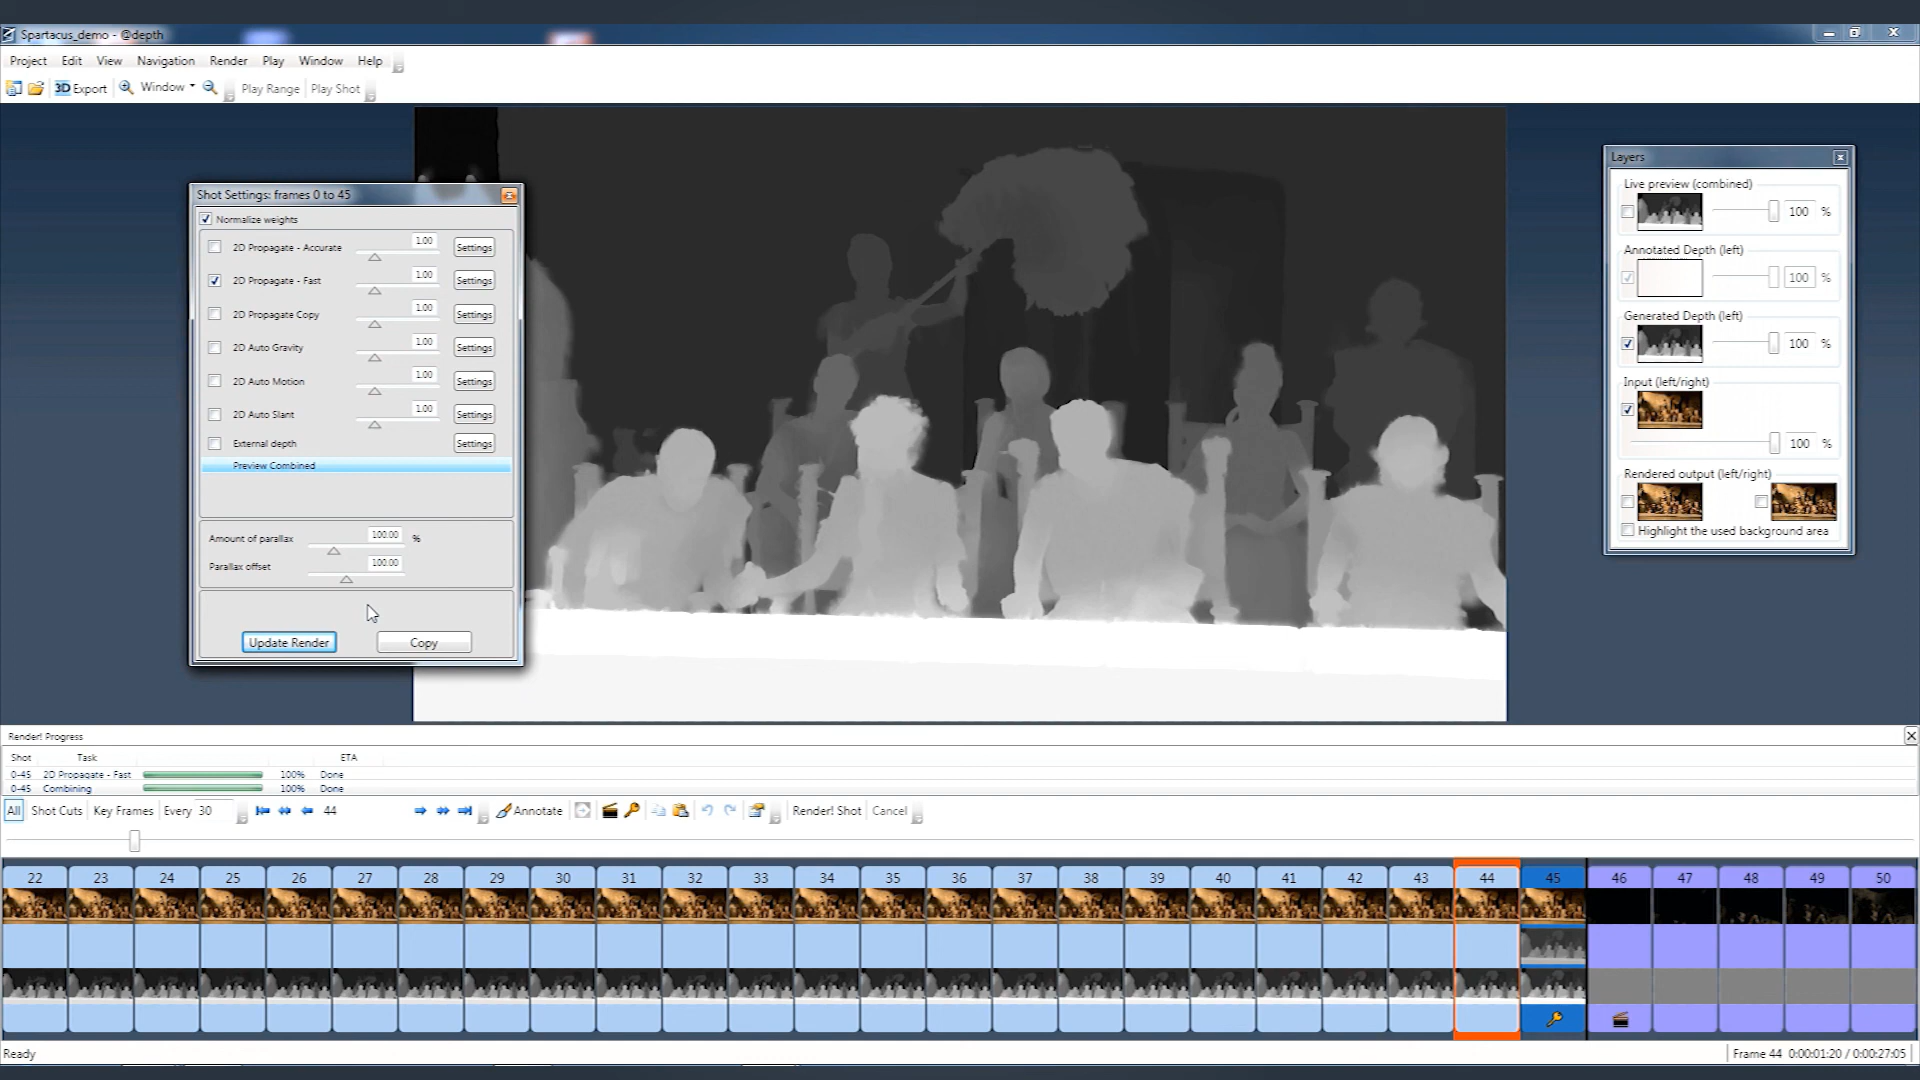 Spartacus_demo - @depth
Project Edit View Navigation Render Play Window Help
3D Export Window Play Range Play Shot
Shot Settings: frames 0 to 45
Normalize weights
2D Propagate - Accurate 1.00 Settings
2D Propagate - Fast 1.00 Settings
2D Propagate Copy 1.00 Settings
2D Auto Gravity 1.00 Settings
2D Auto Motion 1.00 Settings
2D Auto Slant 1.00 Settings
External depth Settings
Preview Combined
Amount of parallax 100.00 %
Parallax offset 100.00
Update Render Copy
Layers
Live preview (combined)
100 %
Annotated Depth (left)
100 %
Generated Depth (left)
100 %
Input (left/right)
100 %
Rendered output (left/right)
Highlight the used background area
Render! Progress
Shot Task ETA
0-45 2D Propagate - Fast 100% Done
0-45 Combining 100% Done
All Shot Cuts Key Frames Every 30 44 Annotate Render! Shot Cancel
22 23 24 25 26 27 28 29 30 31 32 33 34 35 36 37 38 39 40 41 42 43 44 45 46 47 48 49 50
Ready
Frame 44 0:00:01:20 / 0:00:27:05